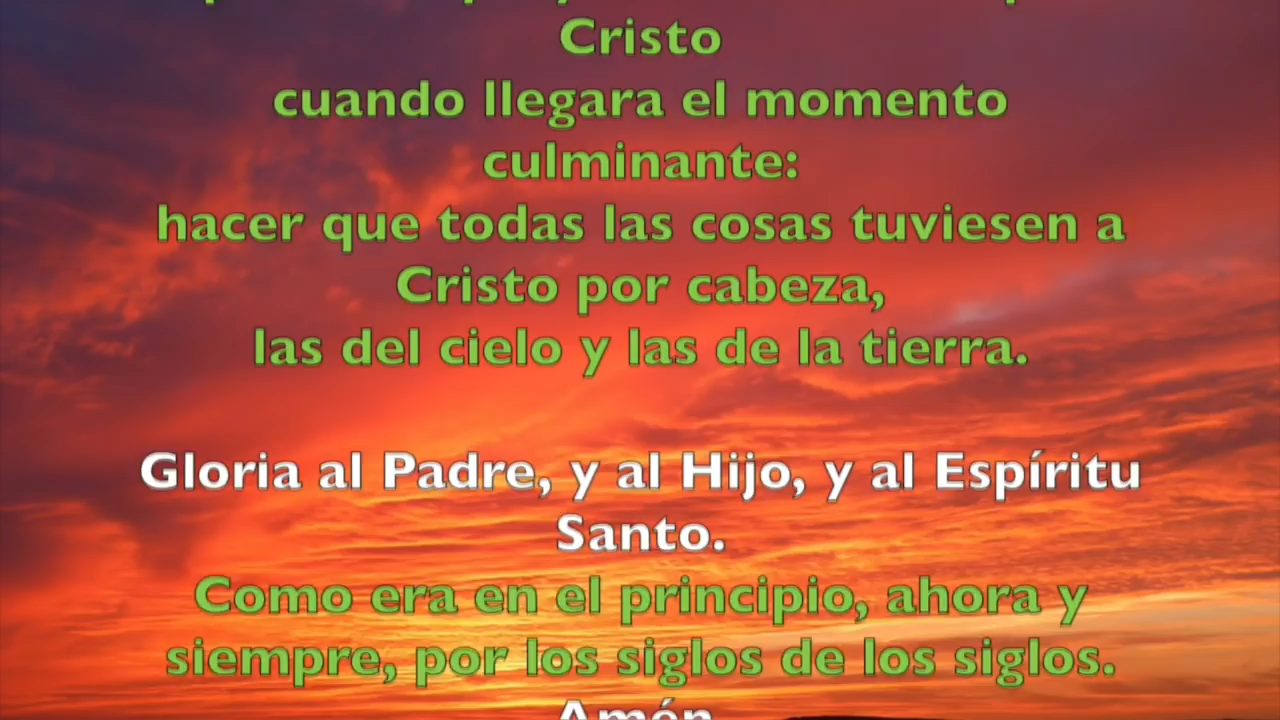 Cristo
cuando llegara el momento
culminante:
hacer que todas las cosas tuviesen a
Cristo por cabeza,
las del cielo y las de la tierra.
Gloria al Padre, y al Hijo, y al Espíritu
Santo.
Como era en el principio, ahora y
siempre, por los siglos de los siglos.
Amén